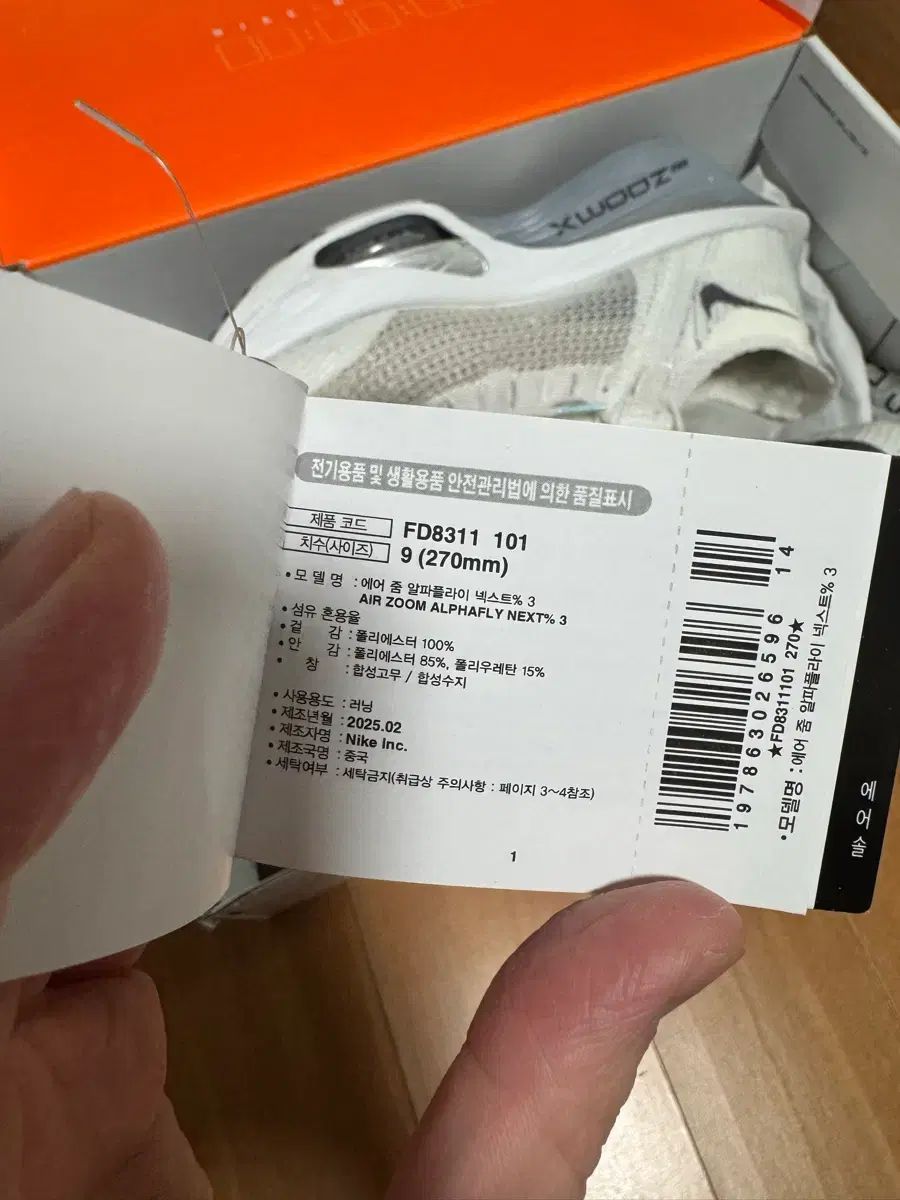 ZOOMX
전기용품 및 생활용품 안전관리법에 의한 품질표시
제품 코드 FD8311 101
치수(사이즈) 9 (270mm)
• 모 델 명 : 에어 줌 알파플라이 넥스트% 3
AIR ZOOM ALPHAFLY NEXT% 3
• 섬유 혼용율
• 겉 감 : 폴리에스터 100%
• 안 감 : 폴리에스터 85%, 폴리우레탄 15%
• 창 : 합성고무 / 합성수지
• 사용용도 : 러닝
• 제조년월 : 2025.02
• 제조자명 : Nike Inc.
• 제조국명 : 중국
• 세탁여부 : 세탁금지(취급상 주의사항 : 페이지 3~4참조)
1
14
197863026596
★FD8311101 270★
• 모델명 : 에어 줌 알파플라이 넥스트% 3
에어솔